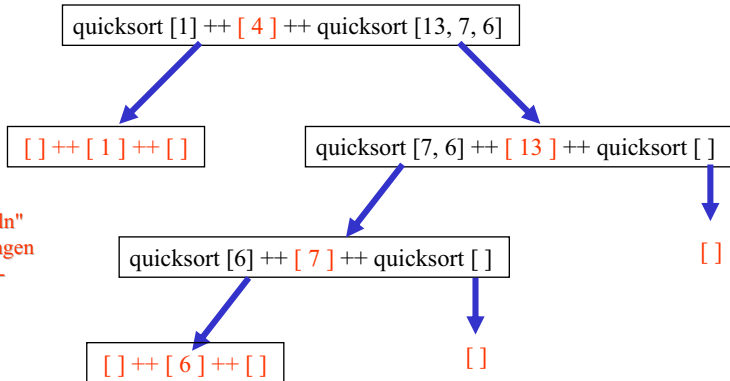 quicksort [1] ++ [ 4 ] ++ quicksort [13, 7, 6]
[ ] ++ [ 1 ] ++ [ ]
quicksort [7, 6] ++ [ 13 ] ++ quicksort [ ]
quicksort [6] ++ [ 7 ] ++ quicksort [ ]
[ ]
[ ] ++ [ 6 ] ++ [ ]
[ ]